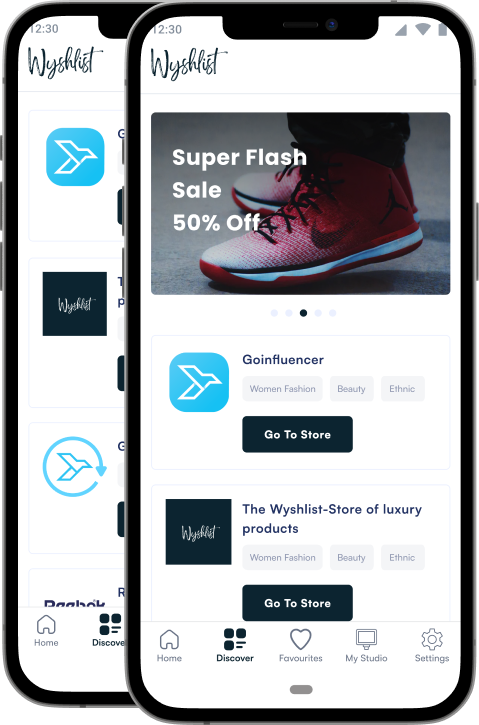 12:30
Wyshlist
G
T
p
Wyshlist
G
Reebok
R
Home
Discove
12:30
Wyshlist
Super Flash
Sale
50% Off
Goinfluencer
Women Fashion
Beauty
Ethnic
Go To Store
Wyshlist
The Wyshlist-Store of luxury
products
Women Fashion
Beauty
Ethnic
Go To Store
Home
Discover
Favourites
My Studio
Settings